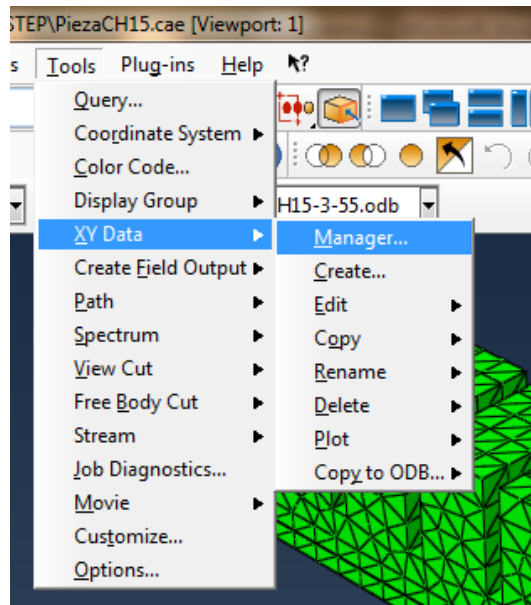 STEP\PiezaCH15.cae [Viewport: 1]
s Tools Plug-ins Help ?
Query...
Coordinate System
Color Code...
Display Group
H15-3-55.odb
XY Data
Manager...
Create Field Output
Create...
Path
Edit
Spectrum
Copy
View Cut
Rename
Free Body Cut
Delete
Stream
Plot
Job Diagnostics...
Copy to ODB...
Movie
Customize...
Options...